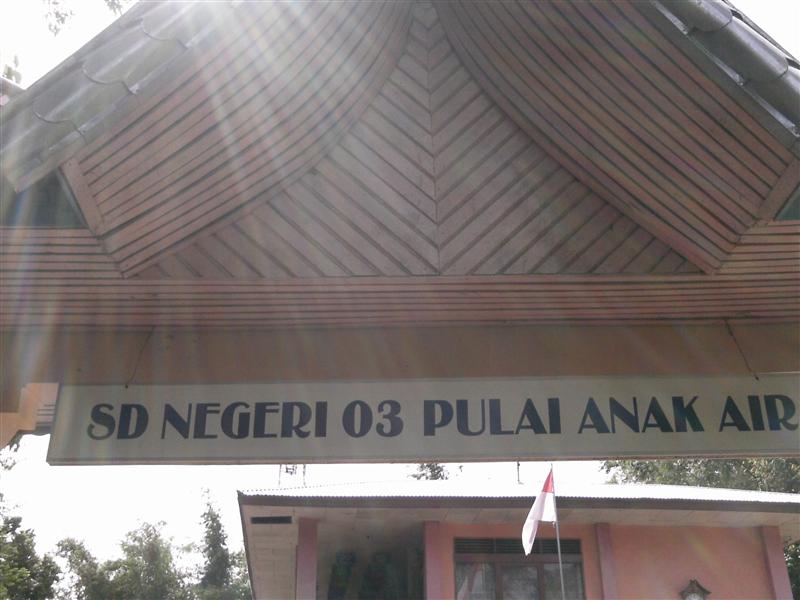 SD NEGERI 03 PULAI ANAK AIR